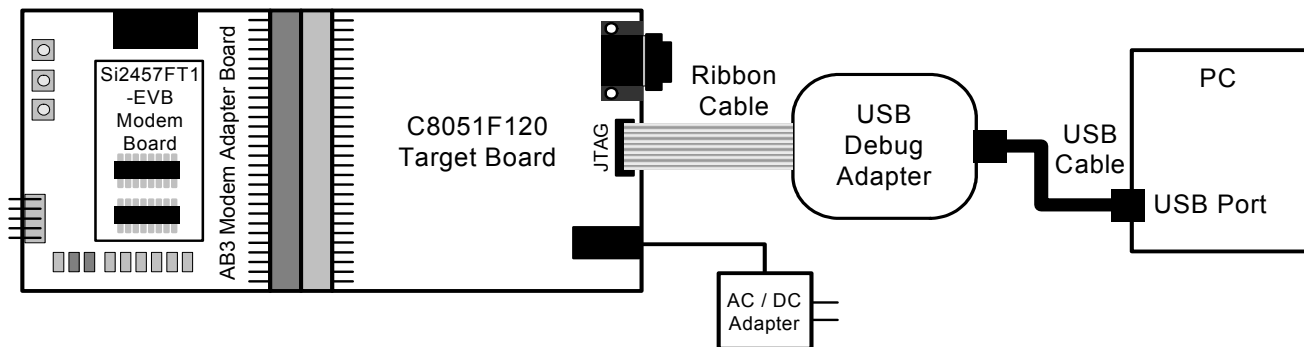 Si2457FT1
-EVB
Modem
Board
AB3 Modem Adapter Board
C8051F120
Target Board
JTAG
Ribbon
Cable
USB
Debug
Adapter
USB
Cable
PC
USB Port
AC / DC
Adapter